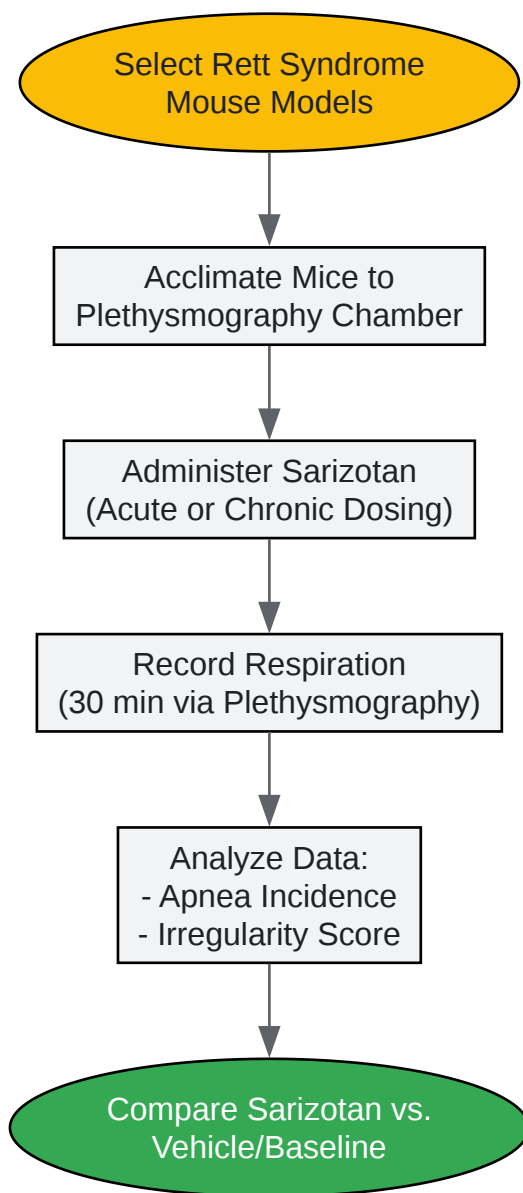 Select Rett Syndrome
Mouse Models
Acclimate Mice to
Plethysmography Chamber
Administer Sarizotan
(Acute or Chronic Dosing)
Record Respiration
(30 min via Plethysmography)
Analyze Data:
- Apnea Incidence
- Irregularity Score
Compare Sarizotan vs.
Vehicle/Baseline